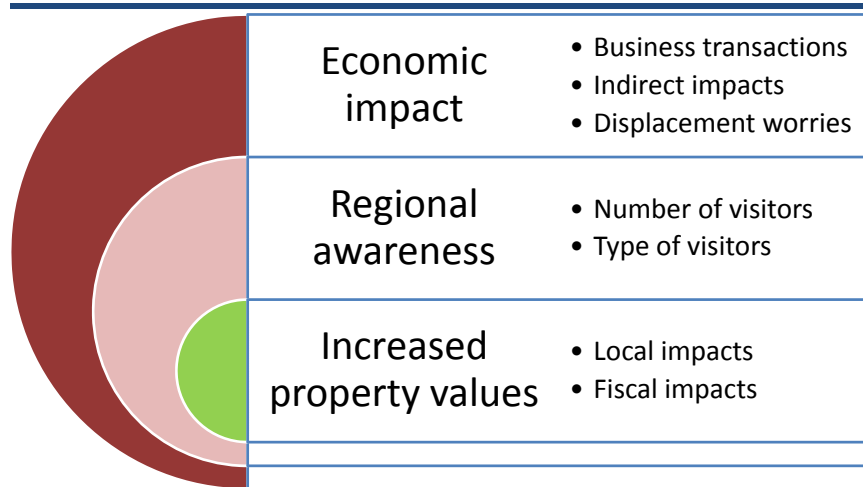 Economic
impact
• Business transactions
• Indirect impacts
• Displacement worries
Regional
awareness
• Number of visitors
• Type of visitors
Increased
property values
• Local impacts
• Fiscal impacts